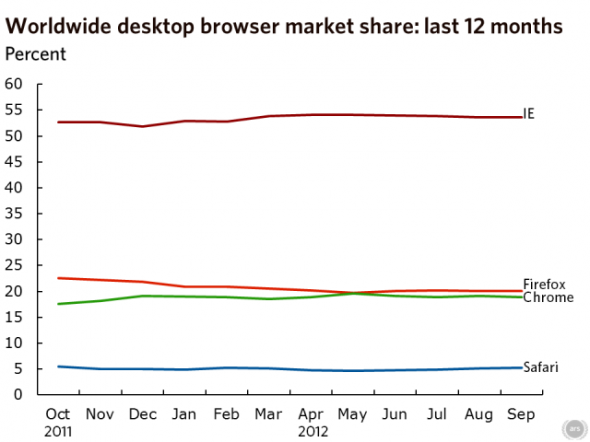 Worldwide desktop browser market share: last 12 months
Percent
60
55
50
45
40
35
30
25
20
15
10
5
0
IE
Firefox
Chrome
Safari
Oct Nov Dec Jan Feb Mar Apr May Jun Jul Aug Sep
2011 2012
ars